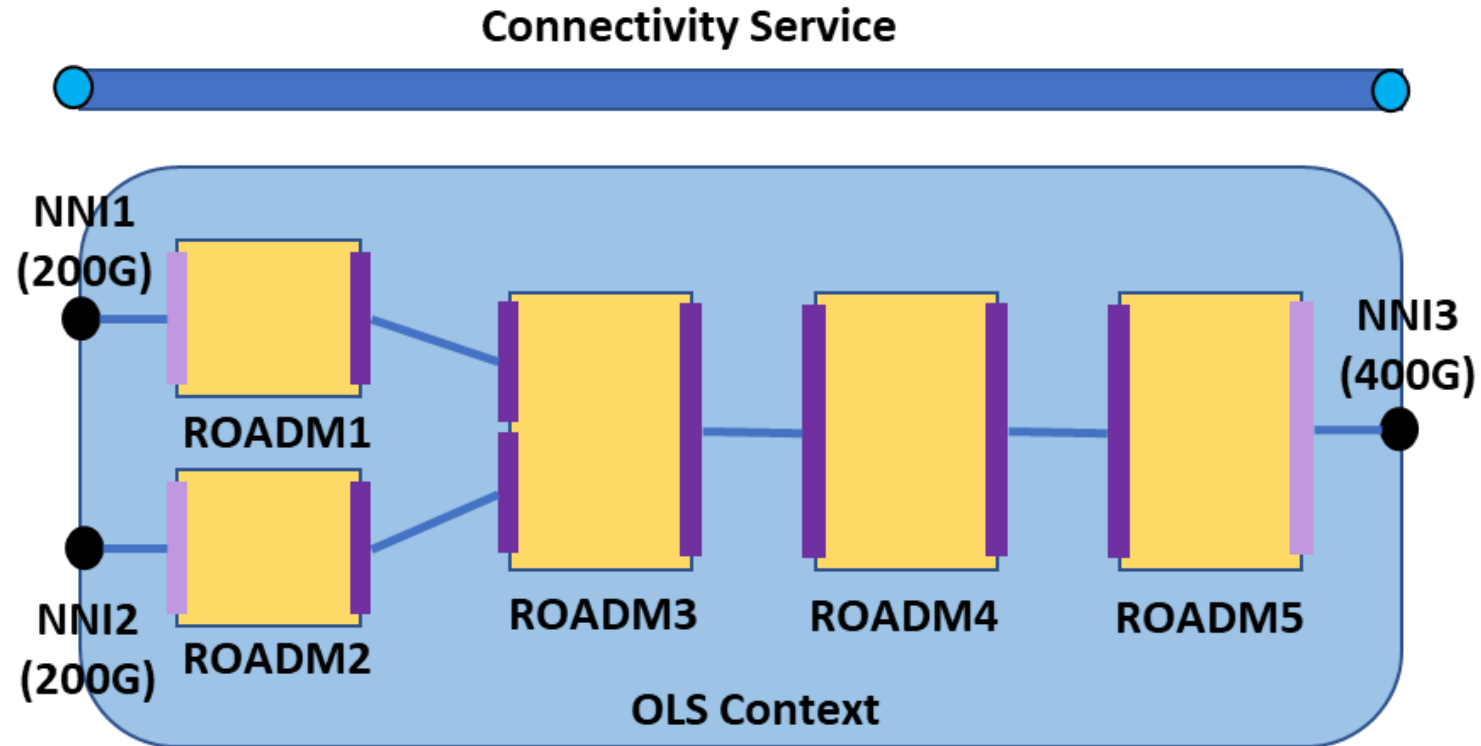 Connectivity Service
NNI1
(200G)
ROADM1
NNI2
(200G)
ROADM2
ROADM3
ROADM4
ROADM5
NNI3
(400G)
OLS Context